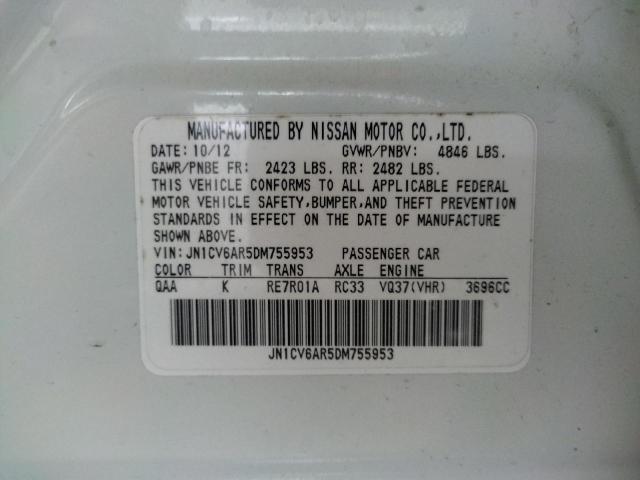 MANUFACTURED BY NISSAN MOTOR CO.,LTD.
DATE: 10/12 GVWR/PNBV: 4846 LBS.
GAWR/PNBE FR: 2423 LBS. RR: 2482 LBS.
THIS VEHICLE CONFORMS TO ALL APPLICABLE FEDERAL
MOTOR VEHICLE SAFETY,BUMPER,AND THEFT PREVENTION
STANDARDS IN EFFECT ON THE DATE OF MANUFACTURE
SHOWN ABOVE.
VIN: JN1CV6AR5DM755953 PASSENGER CAR
COLOR TRIM TRANS AXLE ENGINE
QAA K RE7R01A RC33 VQ37(VHR) 3696CC
JN1CV6AR5DM755953